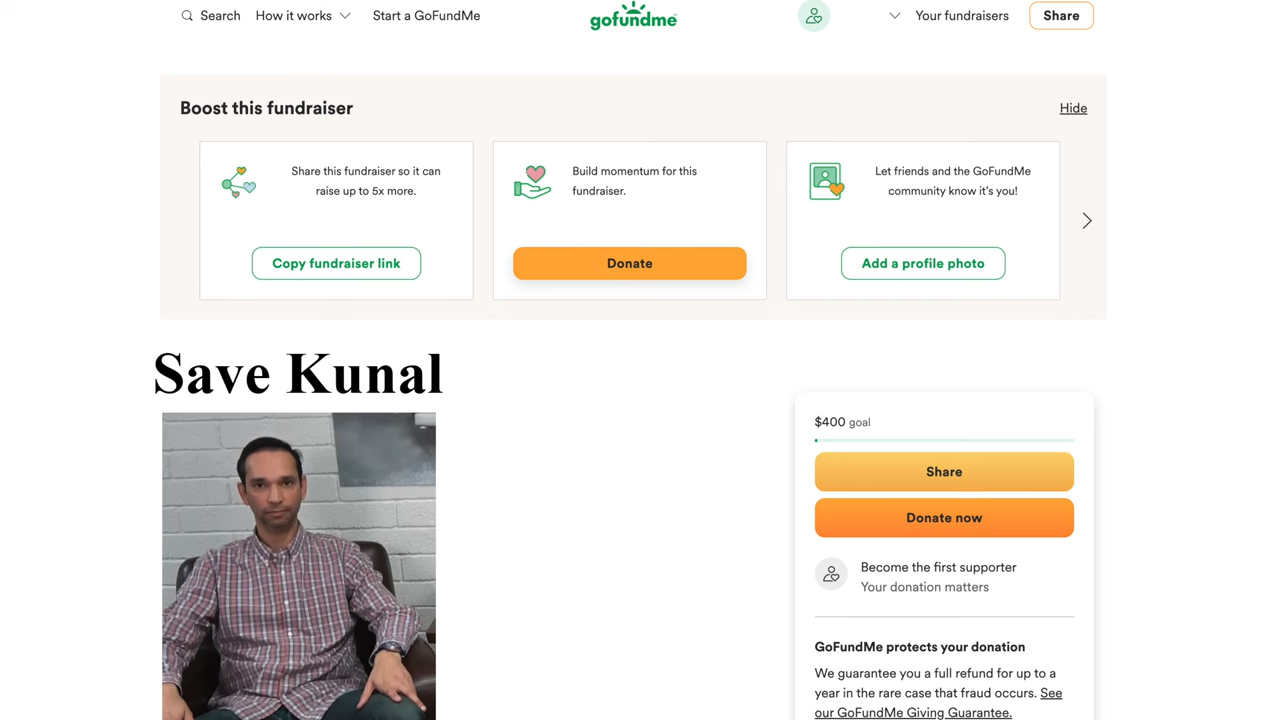 Search
How it works
Start a GoFundMe
gofundme
Your fundraisers
Share
Boost this fundraiser
Hide
Share this fundraiser so it can
raise up to 5x more.
Copy fundraiser link
Build momentum for this
fundraiser.
Donate
Let friends and the GoFundMe
community know it's you!
Add a profile photo
Save Kunal
$400 goal
Share
Donate now
Become the first supporter
Your donation matters
GoFundMe protects your donation
We guarantee you a full refund for up to a
year in the rare case that fraud occurs. See
our GoFundMe Giving Guarantee.